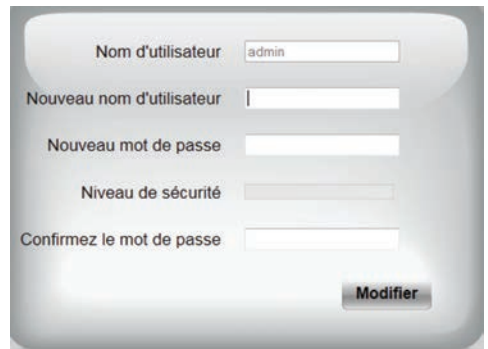 Nom d'utilisateur admin
Nouveau nom d'utilisateur
Nouveau mot de passe
Niveau de sécurité
Confirmez le mot de passe
Modifier